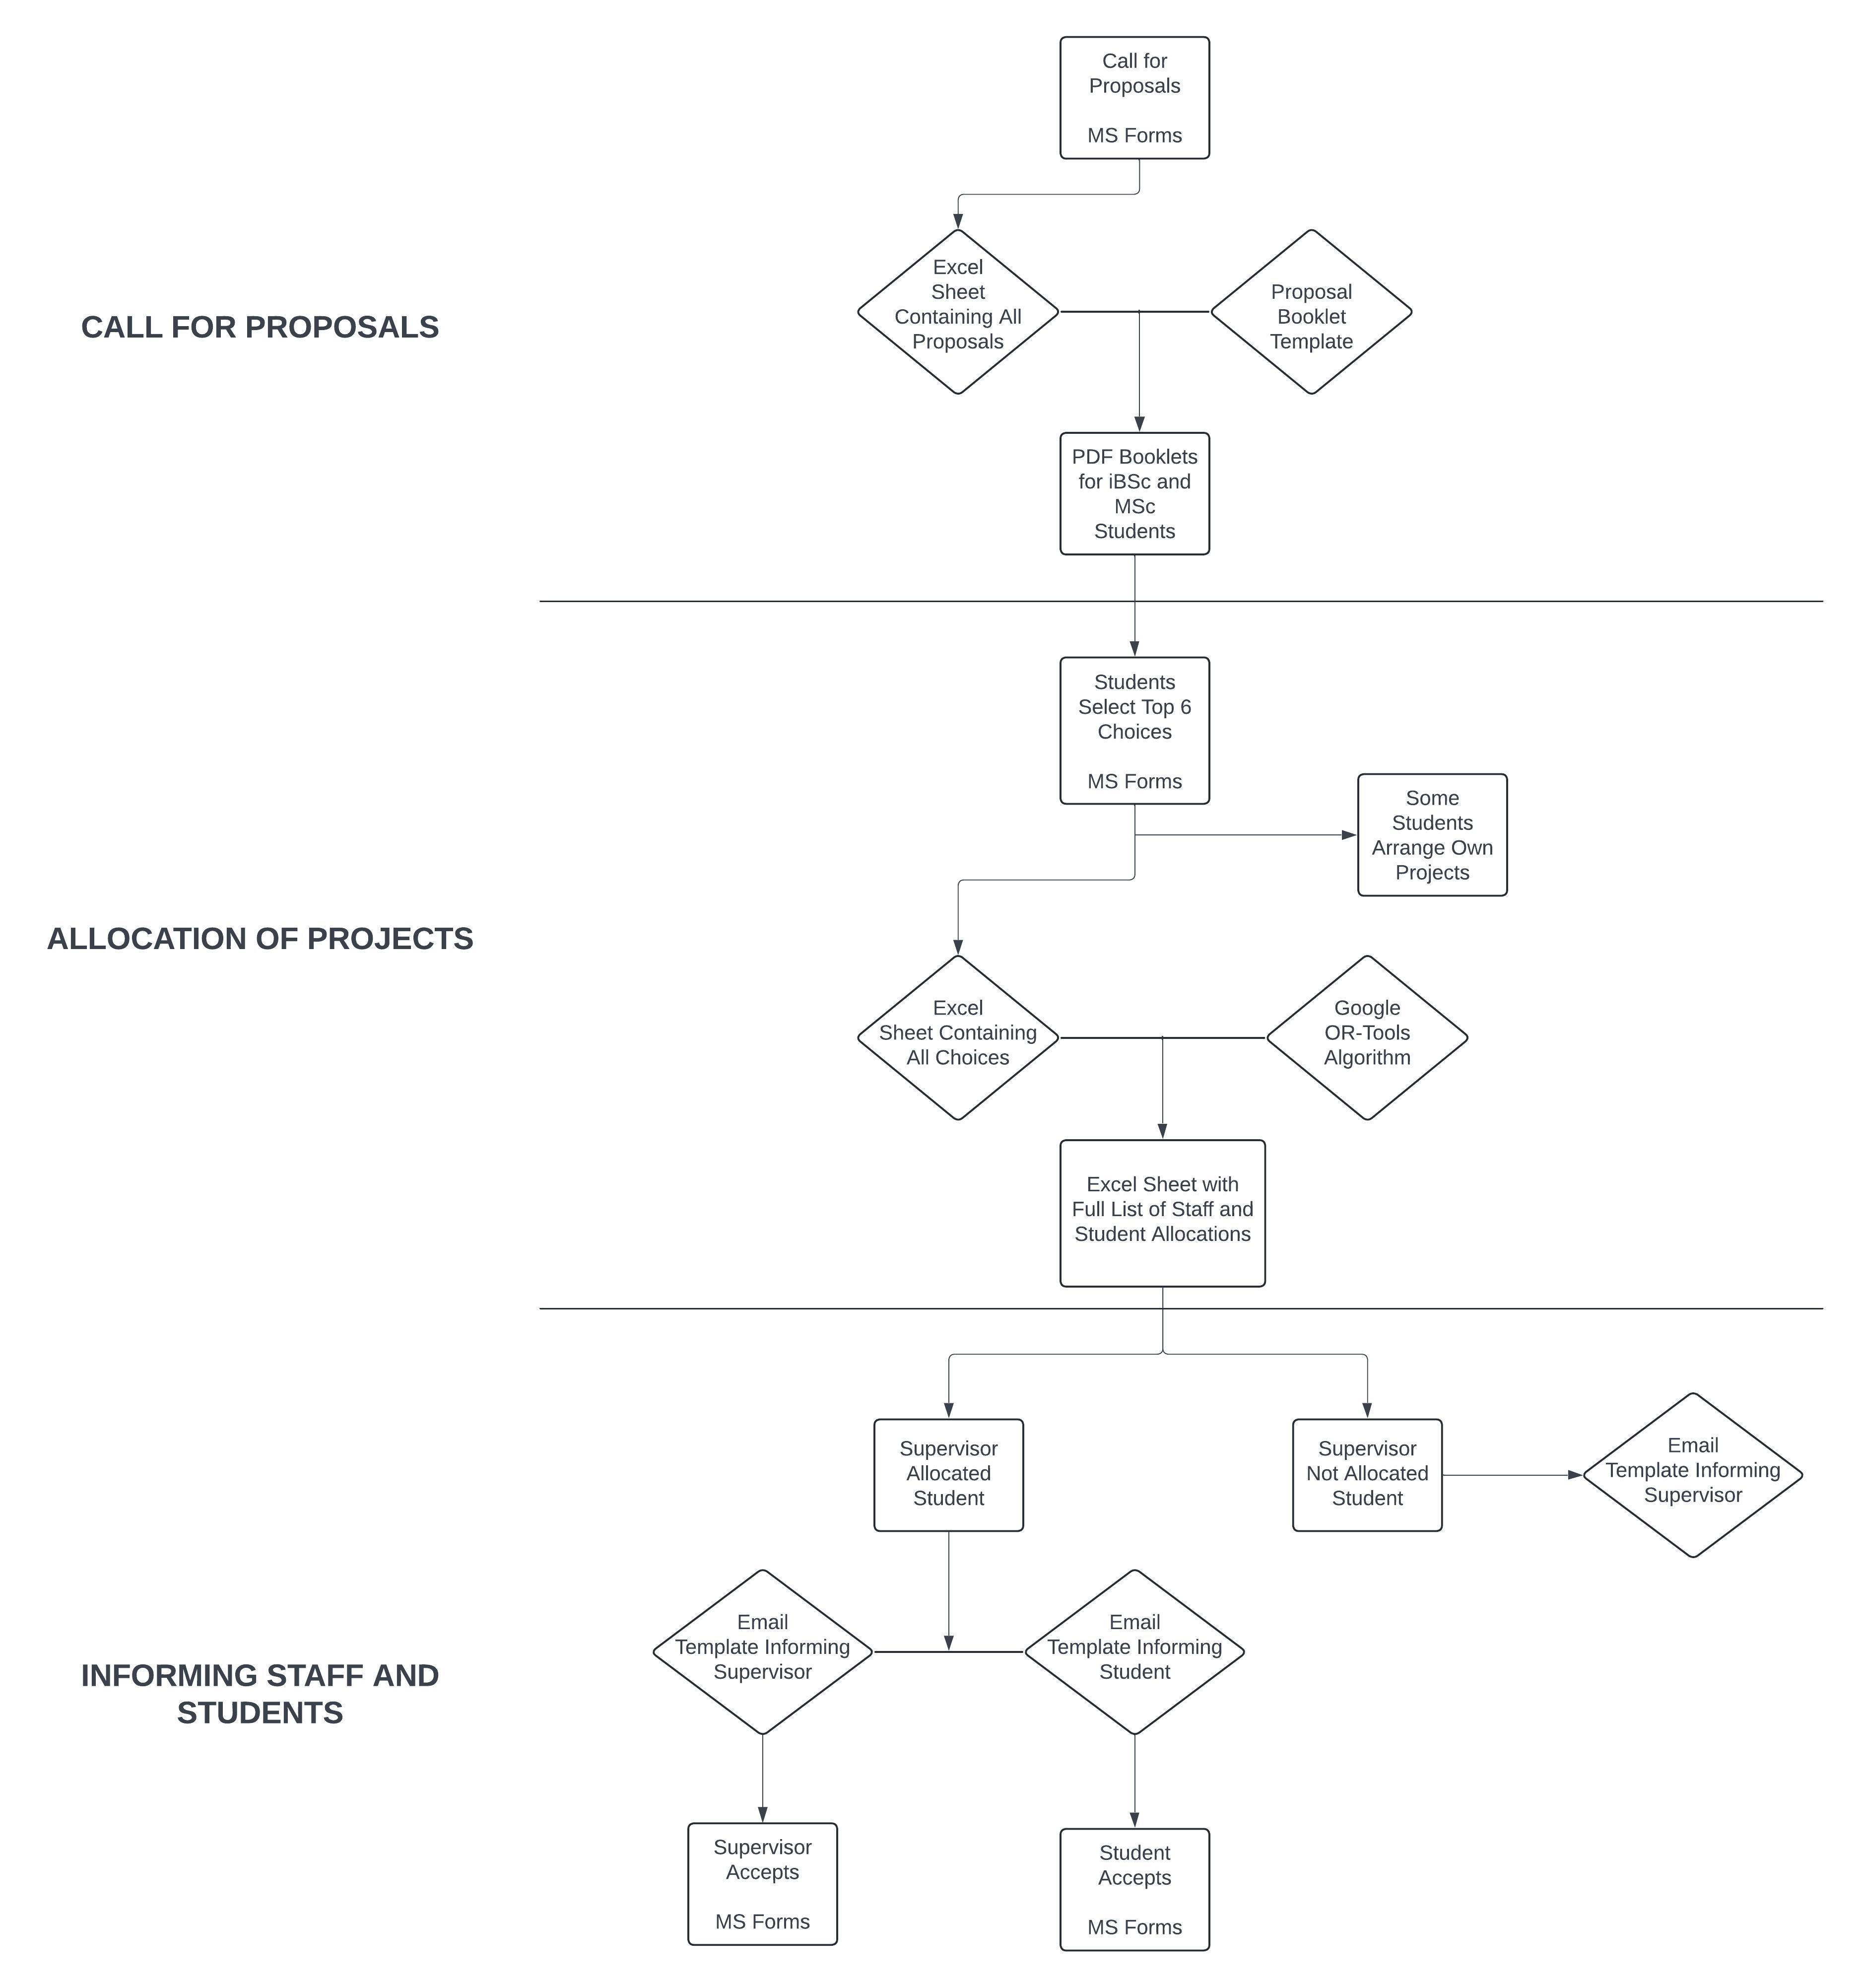 Call for
Proposals
MS Forms
Excel
Sheet
Containing All
Proposals
Proposal
Booklet
Template
CALL FOR PROPOSALS
PDF Booklets
for iBSc and
MSc
Students
Students
Select Top 6
Choices
MS Forms
Some
Students
Arrange Own
Projects
ALLOCATION OF PROJECTS
Excel
Sheet Containing
All Choices
Google
OR-Tools
Algorithm
Excel Sheet with
Full List of Staff and
Student Allocations
Supervisor
Allocated
Student
Supervisor
Not Allocated
Student
Email
Template Informing
Supervisor
Email
Template Informing
Supervisor
Email
Template Informing
Student
INFORMING STAFF AND
STUDENTS
Supervisor
Accepts
MS Forms
Student
Accepts
MS Forms